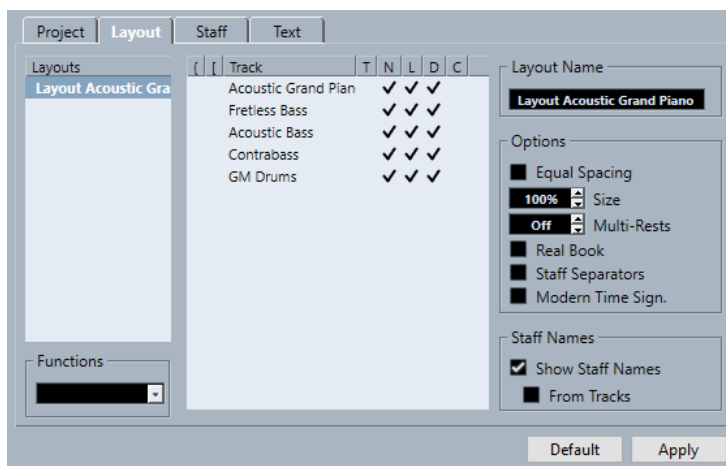 Project Layout Staff Text
Layouts
Layout Acoustic Gra
Functions
{ [ Track T N L D C
Acoustic Grand Pian
Fretless Bass
Acoustic Bass
Contrabass
GM Drums
Layout Name
Layout Acoustic Grand Piano
Options
Equal Spacing
100% Size
Off Multi-Rests
Real Book
Staff Separators
Modern Time Sign.
Staff Names
Show Staff Names
From Tracks
Default Apply